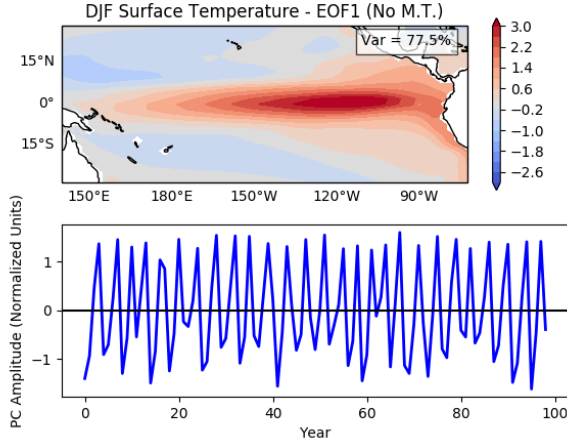 DJF Surface Temperature - EOF1 (No M.T.)
Var = 77.5%
15°N
0°
15°S
150°E
180°E
150°W
120°W
90°W
3.0
2.2
1.4
0.6
−0.2
−1.0
−1.8
−2.6
PC Amplitude (Normalized Units)
1
0
−1
0
20
40
60
80
100
Year